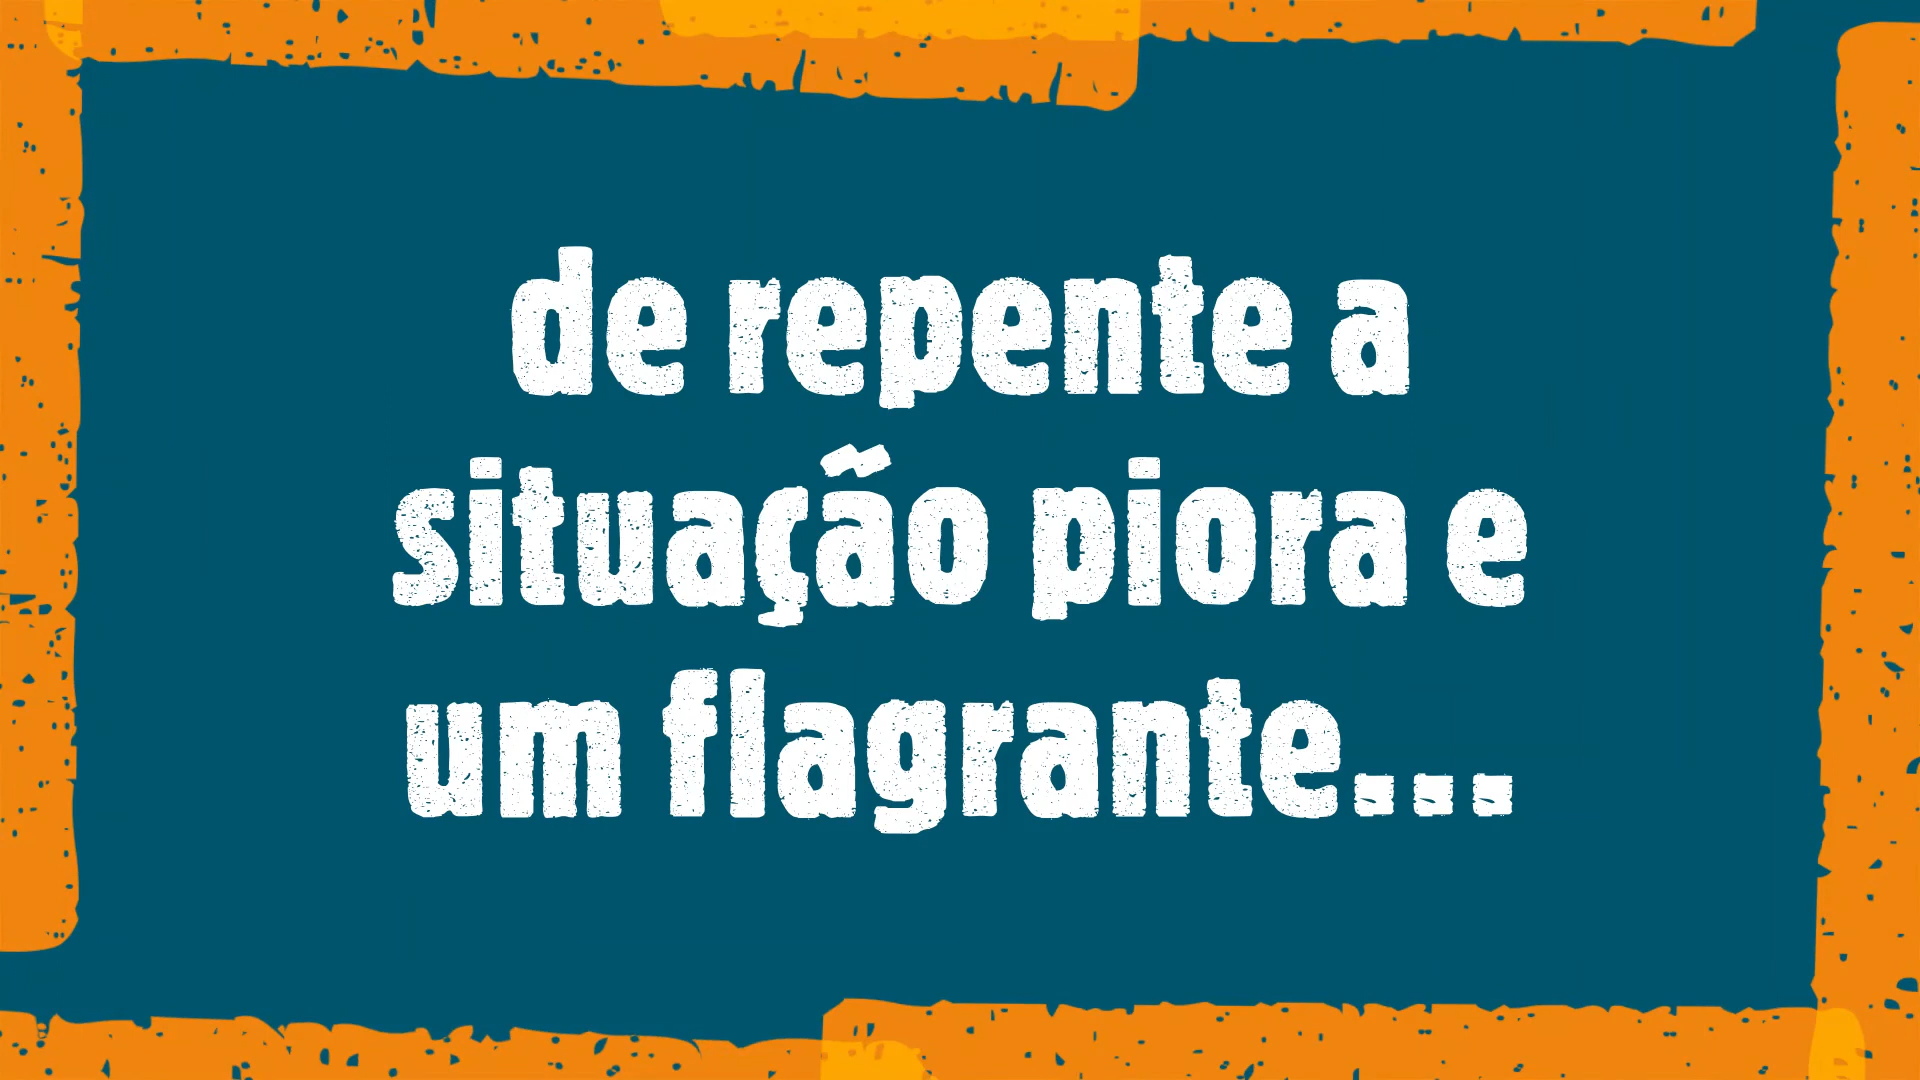 de repente a
situação piora e
um flagrante...